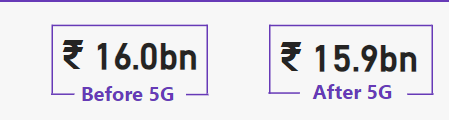 ₹ 16.0bn
Before 5G
₹ 15.9bn
After 5G